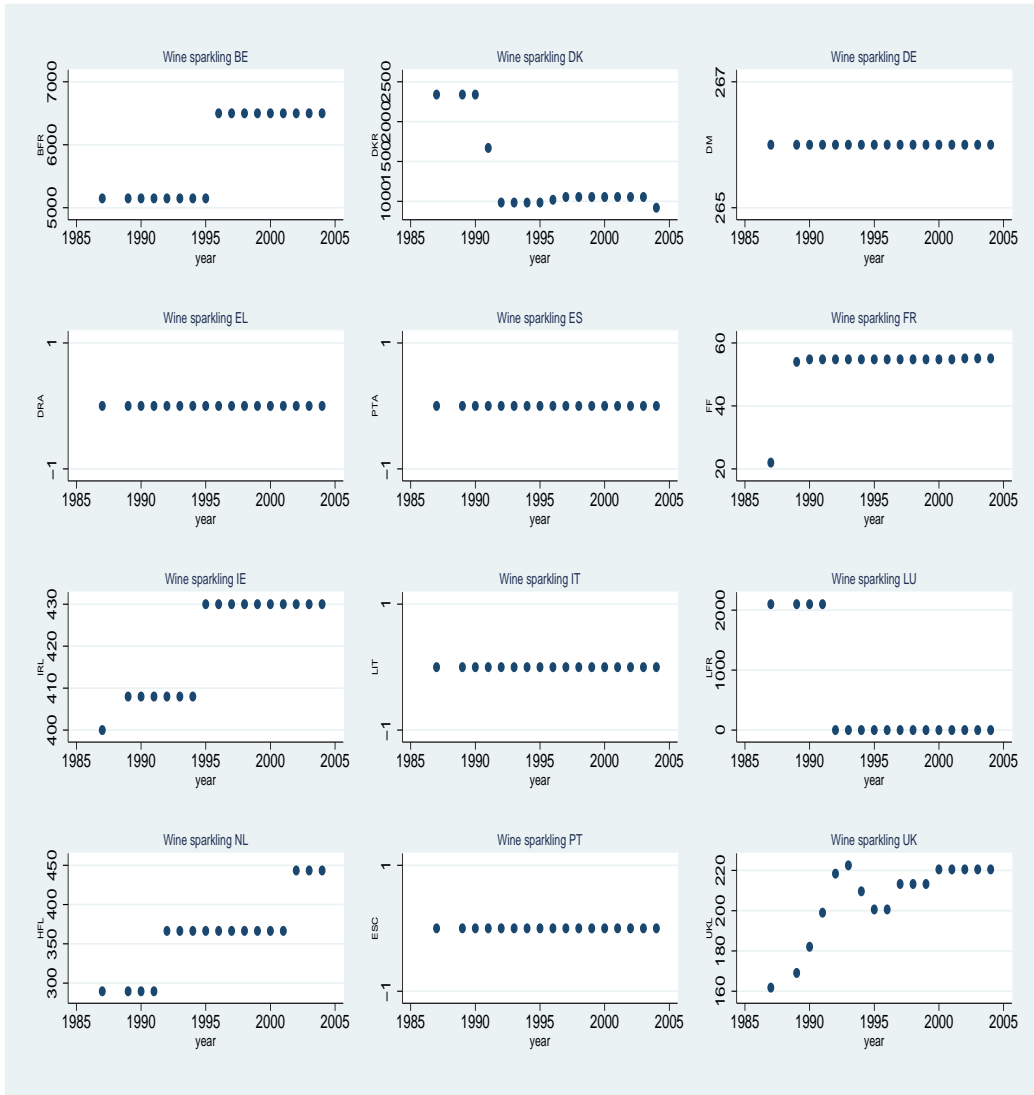 Wine sparkling BE
BFR
7000
6000
5000
1985 1990 1995 2000 2005
year
Wine sparkling DK
DKR
2500
2000
1500
1000
1985 1990 1995 2000 2005
year
Wine sparkling DE
DM
267
265
1985 1990 1995 2000 2005
year
Wine sparkling EL
DRA
1
−1
1985 1990 1995 2000 2005
year
Wine sparkling ES
PTA
1
−1
1985 1990 1995 2000 2005
year
Wine sparkling FR
FF
60
40
20
1985 1990 1995 2000 2005
year
Wine sparkling IE
IRL
430
420
410
400
1985 1990 1995 2000 2005
year
Wine sparkling IT
LIT
1
−1
1985 1990 1995 2000 2005
year
Wine sparkling LU
LFR
2000
1000
0
1985 1990 1995 2000 2005
year
Wine sparkling NL
HFL
450
400
350
300
1985 1990 1995 2000 2005
year
Wine sparkling PT
ESC
1
−1
1985 1990 1995 2000 2005
year
Wine sparkling UK
UKL
220
200
180
160
1985 1990 1995 2000 2005
year